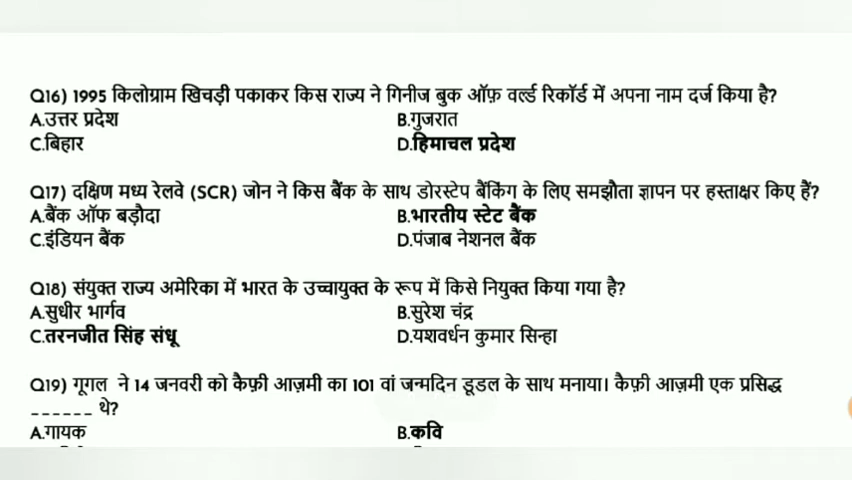 Q16) 1995 किलोग्राम खिचड़ी पकाकर किस राज्य ने गिनीज बुक ऑफ़ वर्ल्ड रिकॉर्ड में अपना नाम दर्ज किया है?
A.उत्तर प्रदेश B.गुजरात
C.बिहार D.हिमाचल प्रदेश
Q17) दक्षिण मध्य रेलवे (SCR) जोन ने किस बैंक के साथ डोरस्टेप बैंकिंग के लिए समझौता ज्ञापन पर हस्ताक्षर किए हैं?
A.बैंक ऑफ बड़ौदा B.भारतीय स्टेट बैंक
C.इंडियन बैंक D.पंजाब नेशनल बैंक
Q18) संयुक्त राज्य अमेरिका में भारत के उच्चायुक्त के रूप में किसे नियुक्त किया गया है?
A.सुधीर भार्गव B.सुरेश चंद्र
C.तरनजीत सिंह संधू D.यशवर्धन कुमार सिन्हा
Q19) गूगल ने 14 जनवरी को कैफ़ी आज़मी का 101 वां जन्मदिन डूडल के साथ मनाया। कैफ़ी आज़मी एक प्रसिद्ध
______ थे?
A.गायक B.कवि